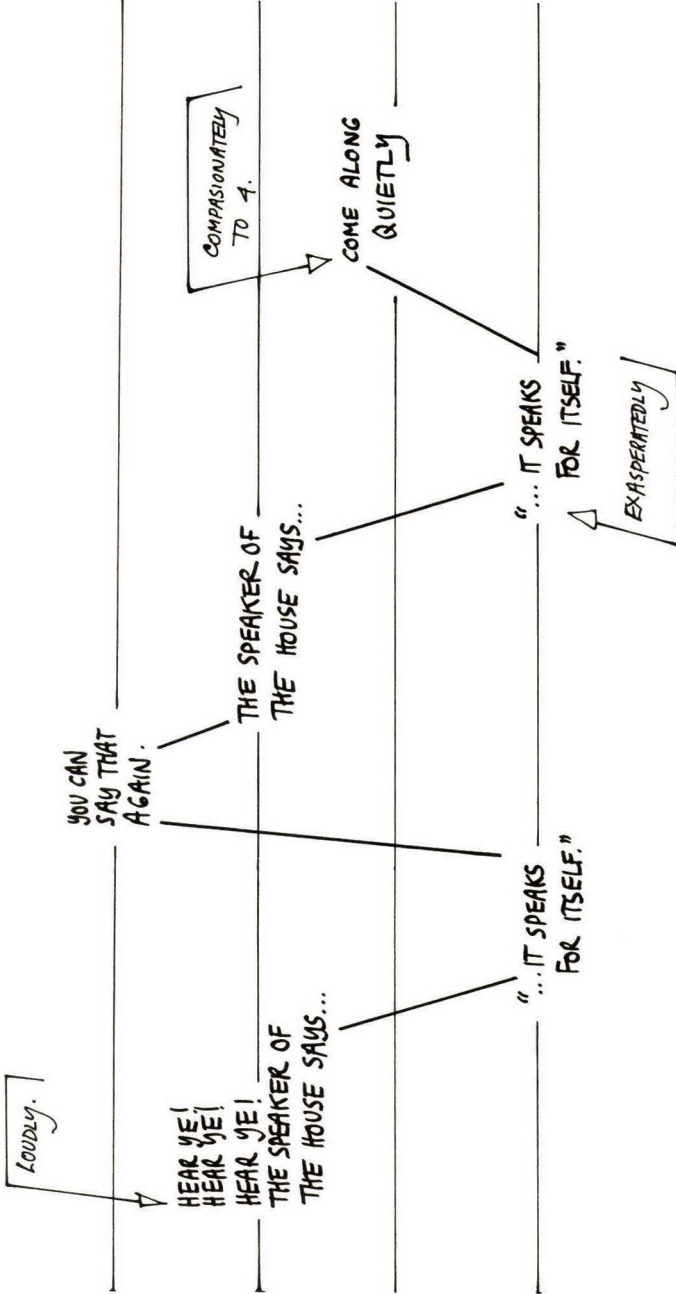 LOUDLY.
HEAR YE!
HEAR YE!
HEAR YE!
THE SPEAKER OF
THE HOUSE SAYS...
"...IT SPEAKS
FOR ITSELF."
YOU CAN
SAY THAT
AGAIN.
THE SPEAKER OF
THE HOUSE SAYS...
"...IT SPEAKS
FOR ITSELF."
EXASPERATEDLY
COMPASIONATELY
TO 4.
COME ALONG
QUIETLY